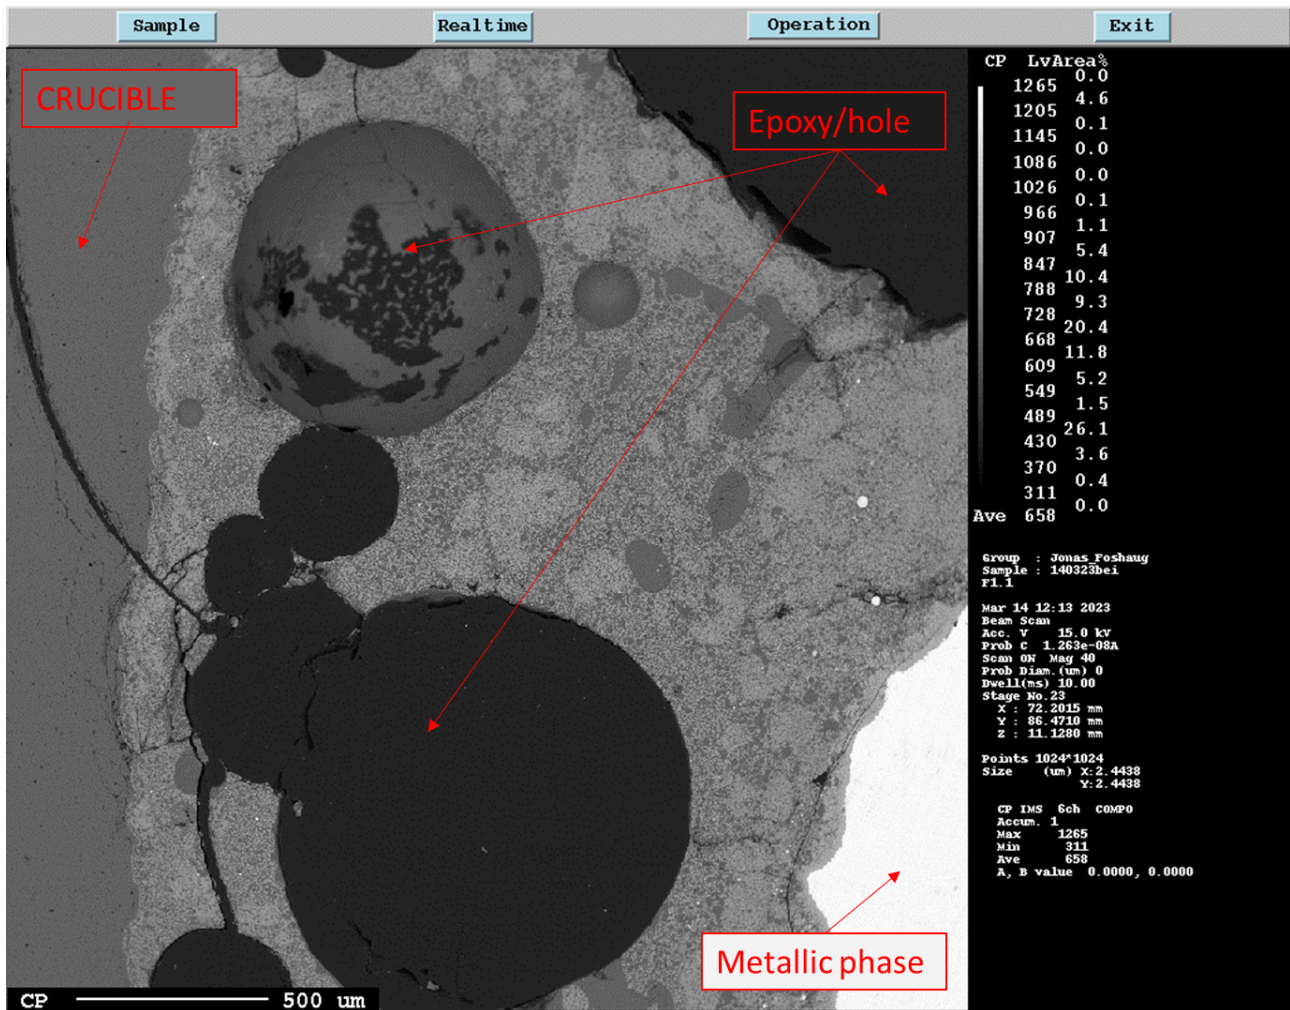 Sample Realtime Operation Exit
CRUCIBLE
Epoxy/hole
Metallic phase
CP 500 um
CP LvArea%
0.0
1265
4.6
1205
0.1
1145
0.0
1086
0.0
1026
0.1
966
1.1
907
5.4
847
10.4
788
9.3
728
20.4
668
11.8
609
5.2
549
1.5
489
26.1
430
3.6
370
0.4
311
0.0
Ave 658
Group : Jonas_Foshaug
Sample : 140323bei
F1.1
Mar 14 12:13 2023
Beam Scan
Acc. V 15.0 kV
Prob C 1.263e-08A
Scan ON Mag 40
Prob Diam.(um) 0
Dwell(ms) 10.00
Stage No.23
X : 72.2015 mm
Y : 86.4710 mm
Z : 11.1280 mm
Points 1024*1024
Size (um) X:2.4438
Y:2.4438
CP IMS 6ch COMPO
Accum. 1
Max 1265
Min 311
Ave 658
A, B value 0.0000, 0.0000